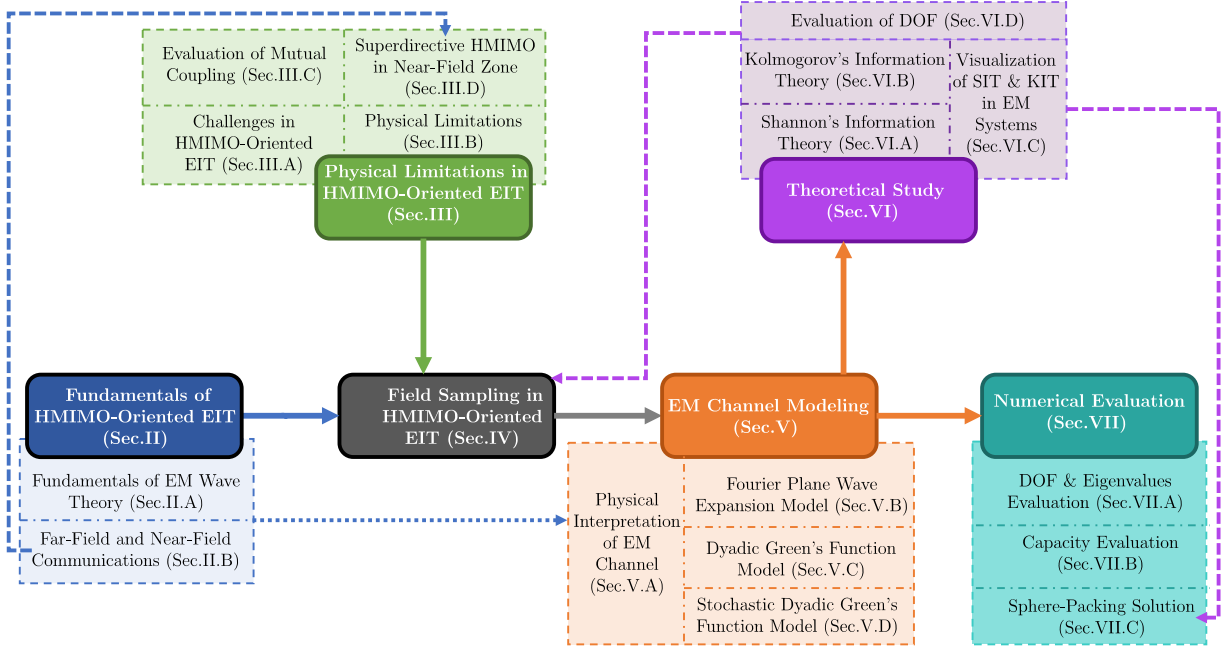 Evaluation of Mutual
Coupling (Sec.III.C)
Superdirective HMIMO
in Near-Field Zone
(Sec.III.D)
Challenges in
HMIMO-Oriented
EIT (Sec.III.A)
Physical Limitations
(Sec.III.B)
Physical Limitations in
HMIMO-Oriented EIT
(Sec.III)
Evaluation of DOF (Sec.VI.D)
Kolmogorov's Information
Theory (Sec.VI.B)
Shannon's Information
Theory (Sec.VI.A)
Visualization
of SIT & KIT
in EM
Systems
(Sec.VI.C)
Theoretical Study
(Sec.VI)
Fundamentals of
HMIMO-Oriented EIT
(Sec.II)
Fundamentals of EM Wave
Theory (Sec.II.A)
Far-Field and Near-Field
Communications (Sec.II.B)
Field Sampling in
HMIMO-Oriented
EIT (Sec.IV)
EM Channel Modeling
(Sec.V)
Physical
Interpretation
of EM
Channel
(Sec.V.A)
Fourier Plane Wave
Expansion Model (Sec.V.B)
Dyadic Green's Function
Model (Sec.V.C)
Stochastic Dyadic Green's
Function Model (Sec.V.D)
Numerical Evaluation
(Sec.VII)
DOF & Eigenvalues
Evaluation (Sec.VII.A)
Capacity Evaluation
(Sec.VII.B)
Sphere-Packing Solution
(Sec.VII.C)